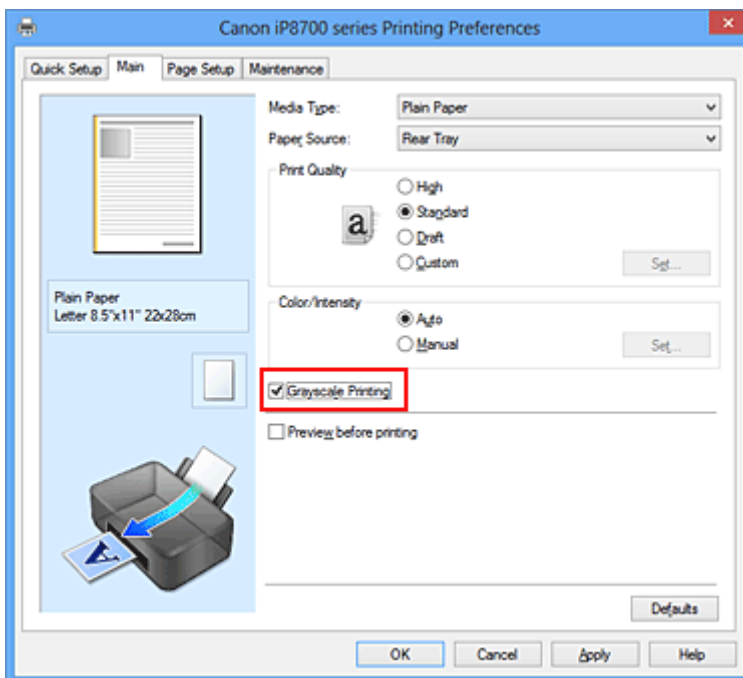 Canon iP8700 series Printing Preferences
Quick Setup Main Page Setup Maintenance
Media Type: Plain Paper
Paper Source: Rear Tray
Print Quality
High
a
Standard
Draft
Custom Set...
Plain Paper
Letter 8.5"x11" 22x28cm
Color/Intensity
Auto
Manual Set...
Grayscale Printing
Preview before printing
A
Defaults
OK Cancel Apply Help